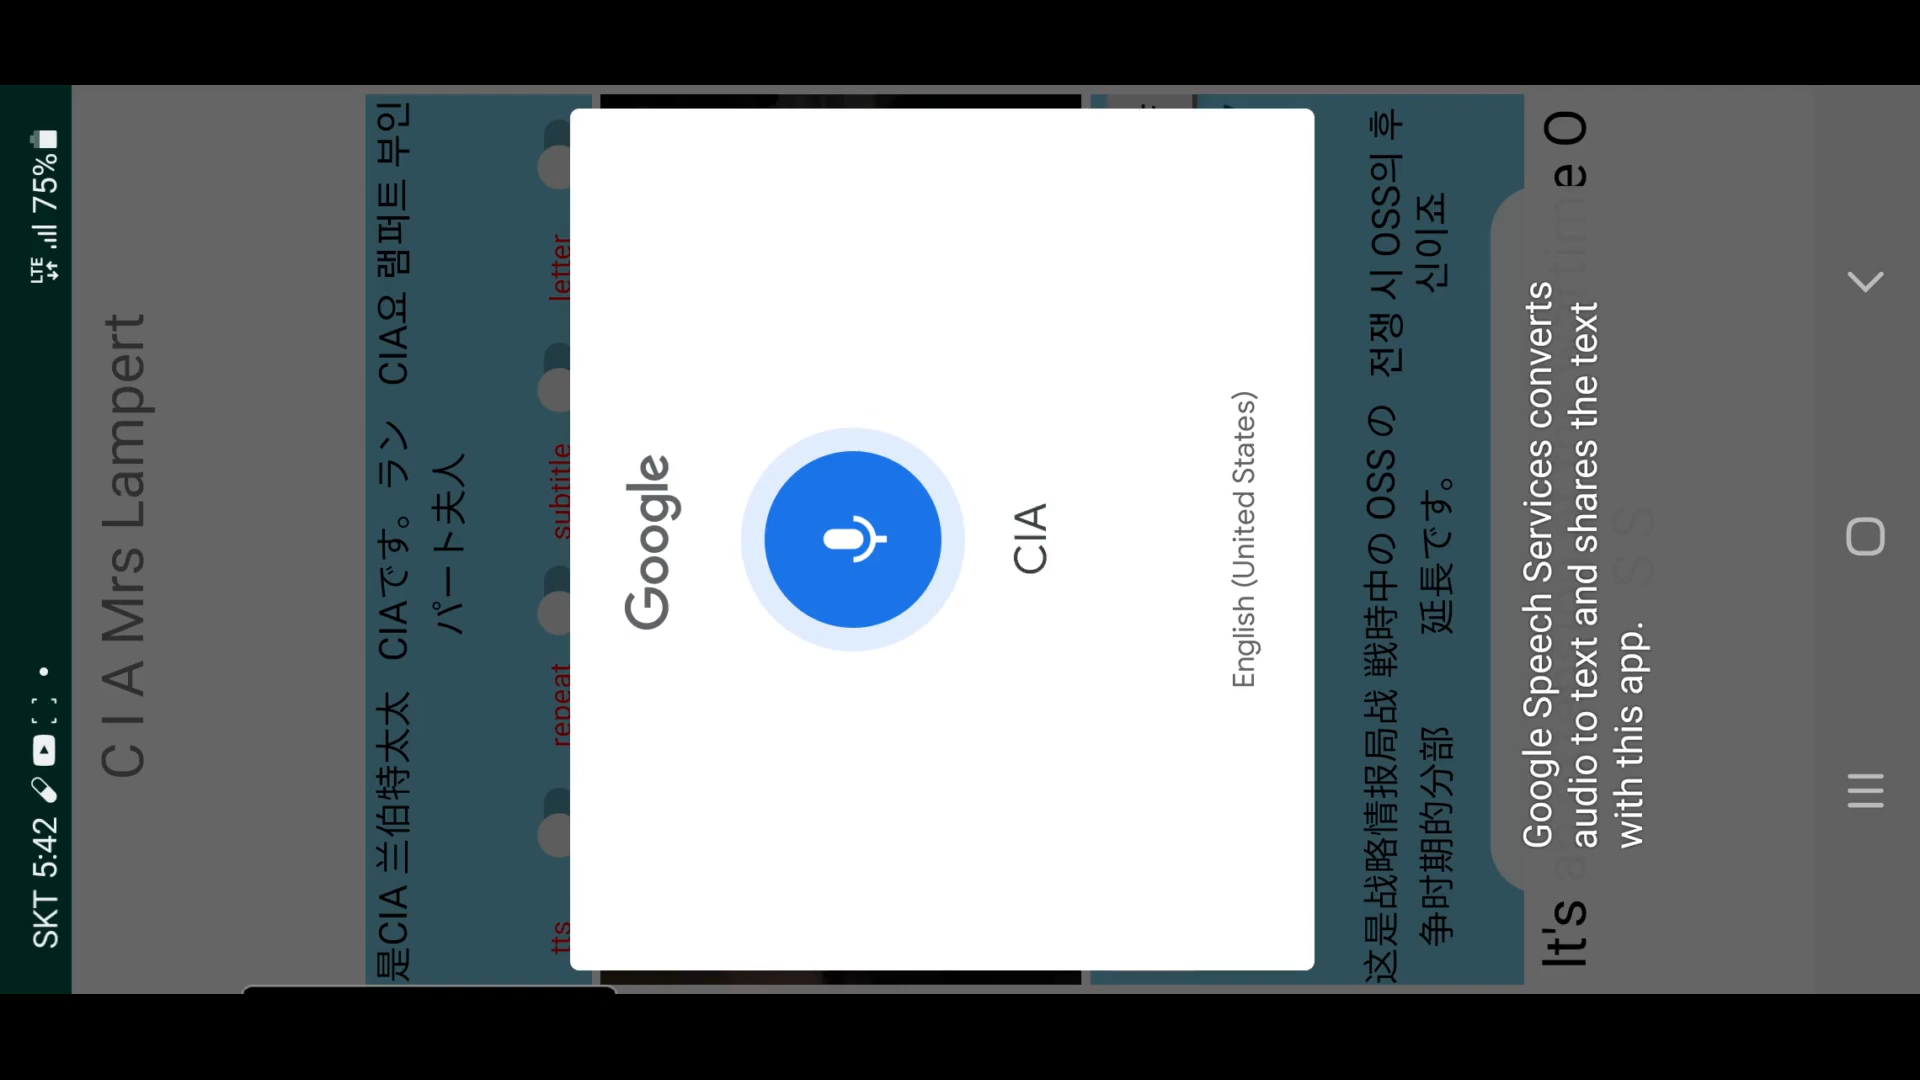 SKT 5:42
LTE
75%
C I A Mrs Lampert
是CIA 兰伯特太太
CIAです。ラン
パート夫人
CIA요 램퍼트 부인
tts
repeat
subtitle
letter
Google
CIA
English (United States)
这是战略情报局战
争时期的分部
戦時中の OSS の
延長です。
전쟁 시 OSS의 후
신이죠
It's a wartime O
S S
Google Speech Services converts
audio to text and shares the text
with this app.